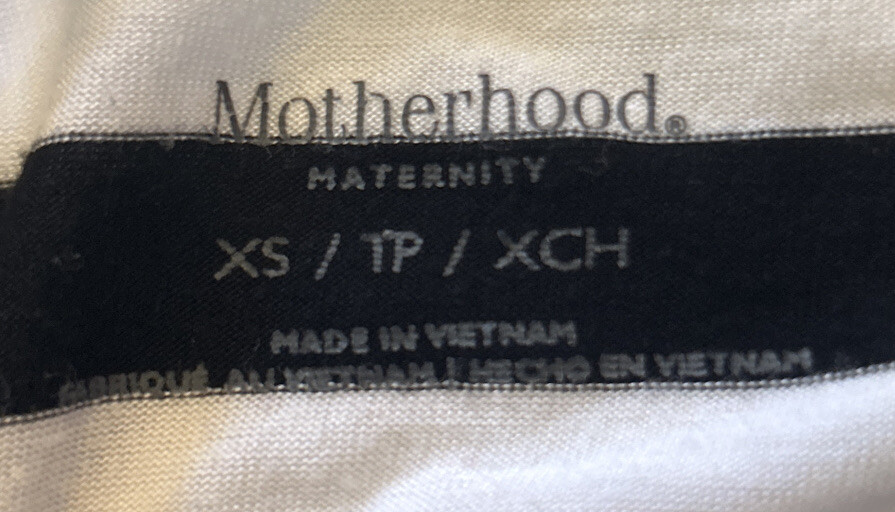 Motherhood®
MATERNITY
XS / TP / XCH
MADE IN VIETNAM
FABRIQUÉ AU VIETNAM / HECHO EN VIETNAM